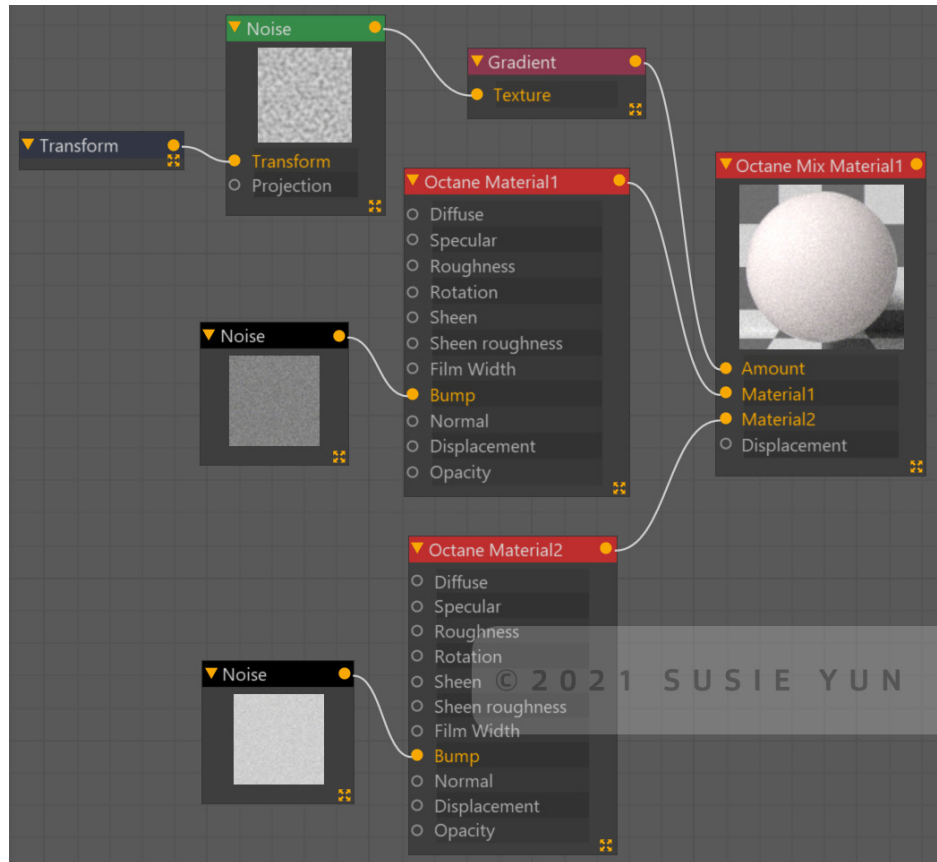 Noise
Gradient
Texture
Transform
Transform
Projection
Octane Material1
Diffuse
Specular
Roughness
Rotation
Sheen
Sheen roughness
Film Width
Bump
Normal
Displacement
Opacity
Octane Mix Material1
Amount
Material1
Material2
Displacement
Noise
Octane Material2
Diffuse
Specular
Roughness
Rotation
Sheen
Sheen roughness
Film Width
Bump
Normal
Displacement
Opacity
Noise
©2021 SUSIE YUN